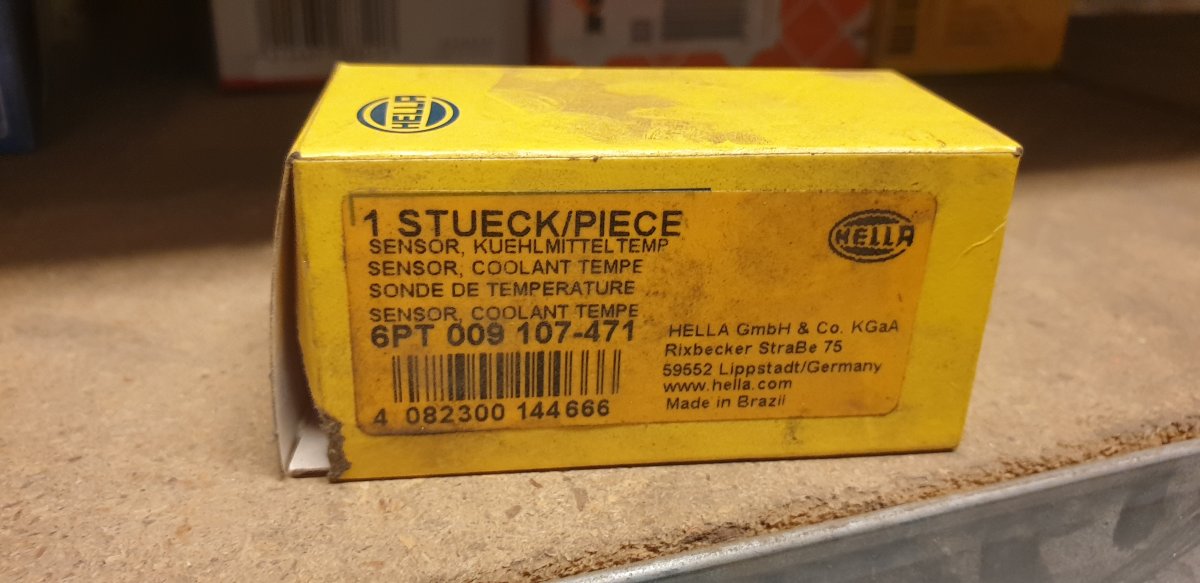 HELLA
1 STUECK/PIECE
SENSOR, KUEHLMITTELTEMP
SENSOR, COOLANT TEMPE
SONDE DE TEMPERATURE
SENSOR, COOLANT TEMPE
6PT 009 107-471
4 082300 144666
HELLA
HELLA GmbH & Co. KGaA
Rixbecker StraBe 75
59552 Lippstadt/Germany
www.hella.com
Made in Brazil